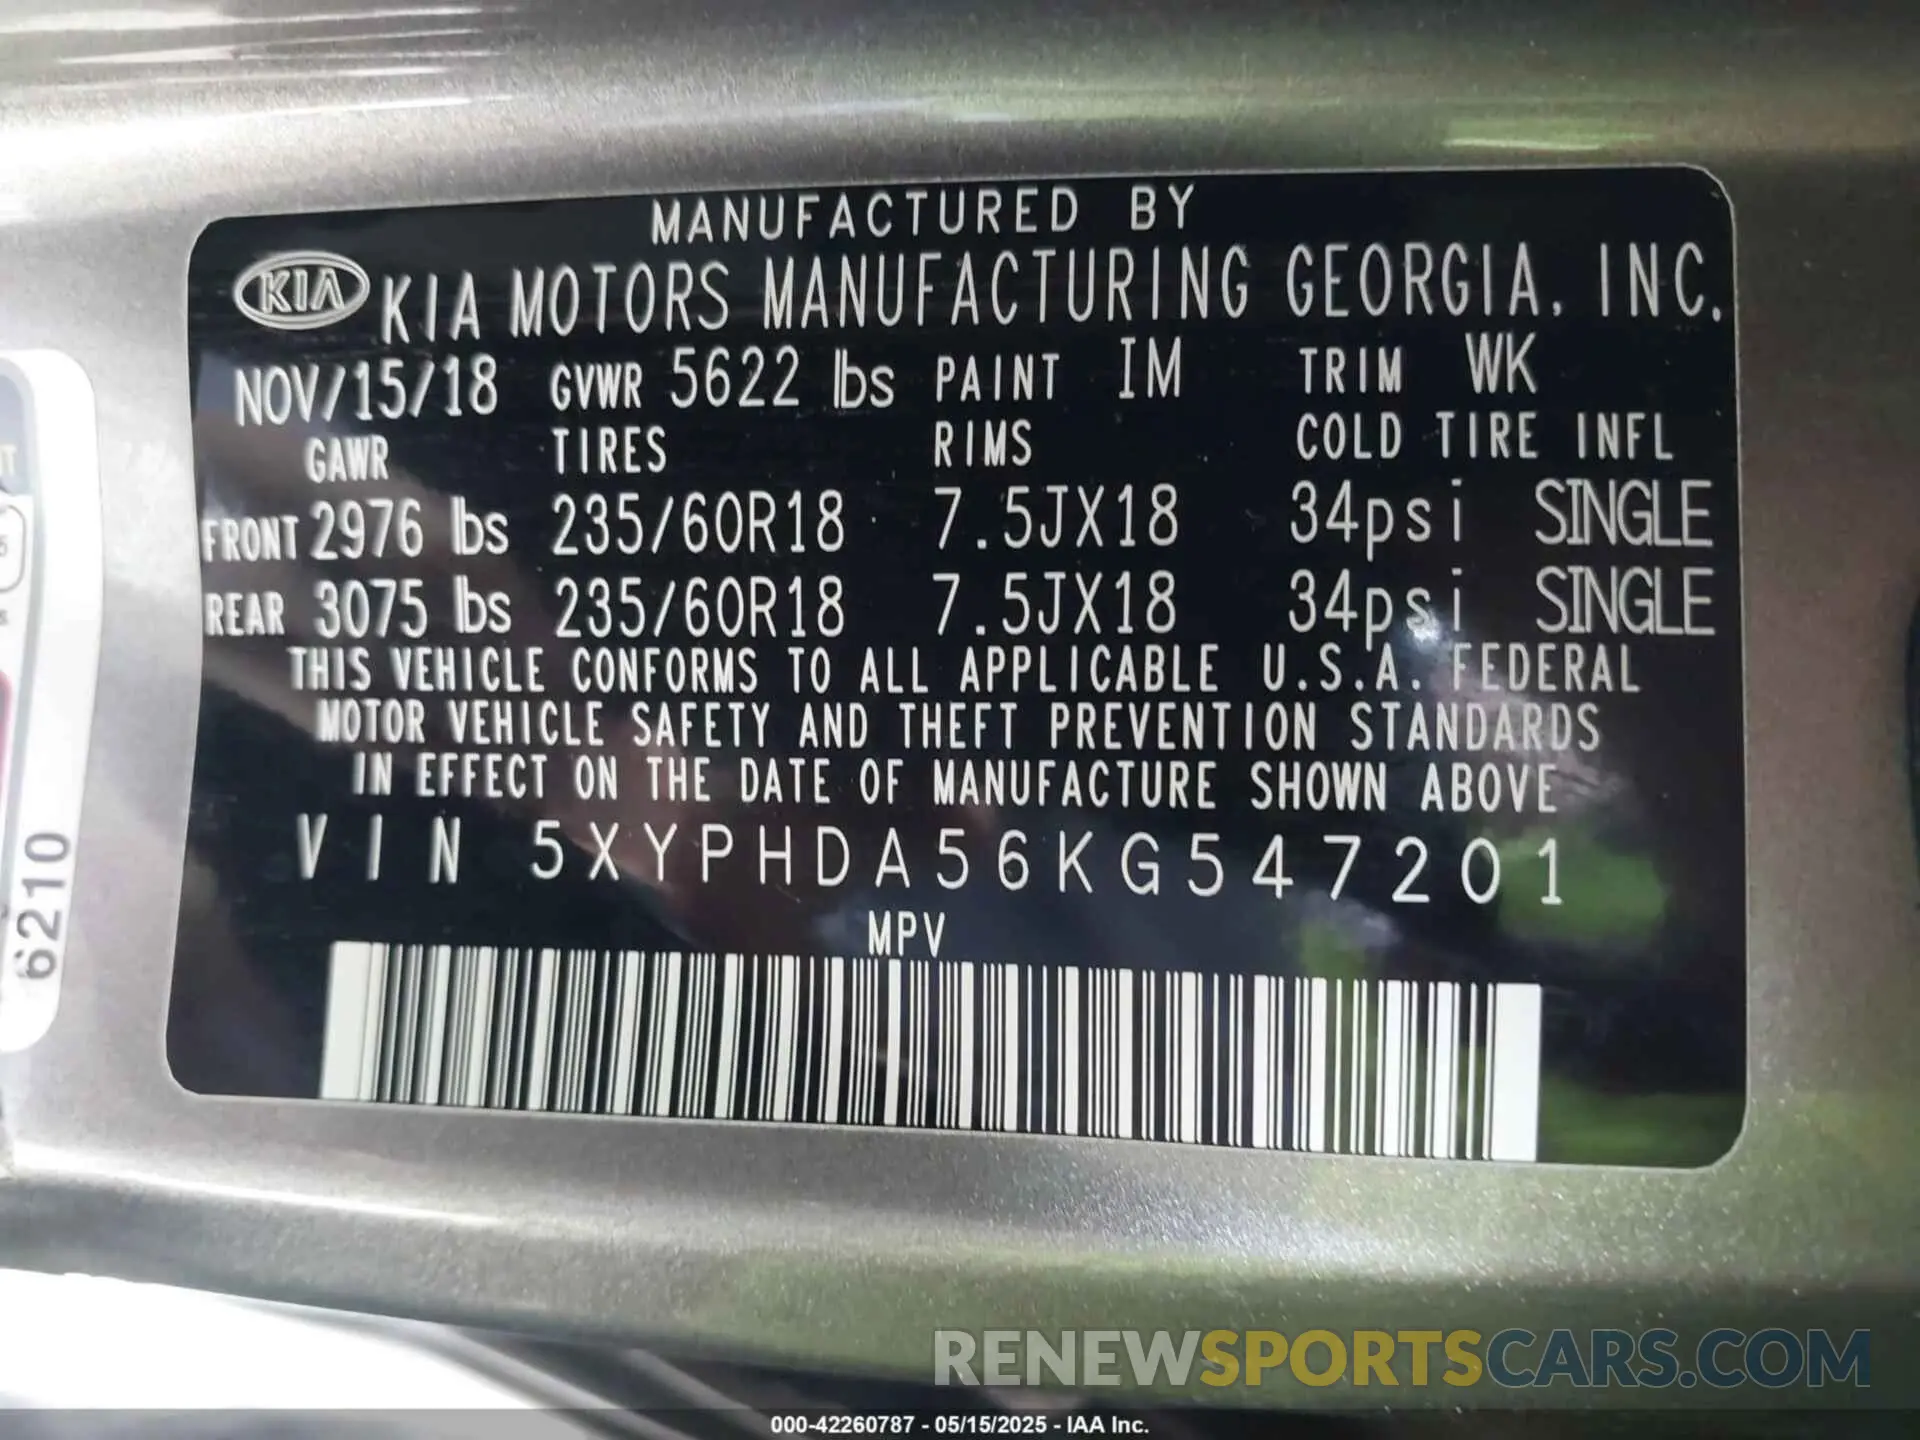 MANUFACTURED BY
KIA KIA MOTORS MANUFACTURING GEORGIA, INC.
NOV/15/18 GVWR 5622 lbs PAINT IM TRIM WK
GAWR TIRES RIMS COLD TIRE INFL
FRONT 2976 lbs 235/60R18 7.5JX18 34psi SINGLE
REAR 3075 lbs 235/60R18 7.5JX18 34psi SINGLE
THIS VEHICLE CONFORMS TO ALL APPLICABLE U.S.A. FEDERAL
MOTOR VEHICLE SAFETY AND THEFT PREVENTION STANDARDS
IN EFFECT ON THE DATE OF MANUFACTURE SHOWN ABOVE
VIN 5XYPHDA56KG547201
MPV
6210
RENEWSPORTSCARS.COM
000-42260787 - 05/15/2025 - IAA Inc.